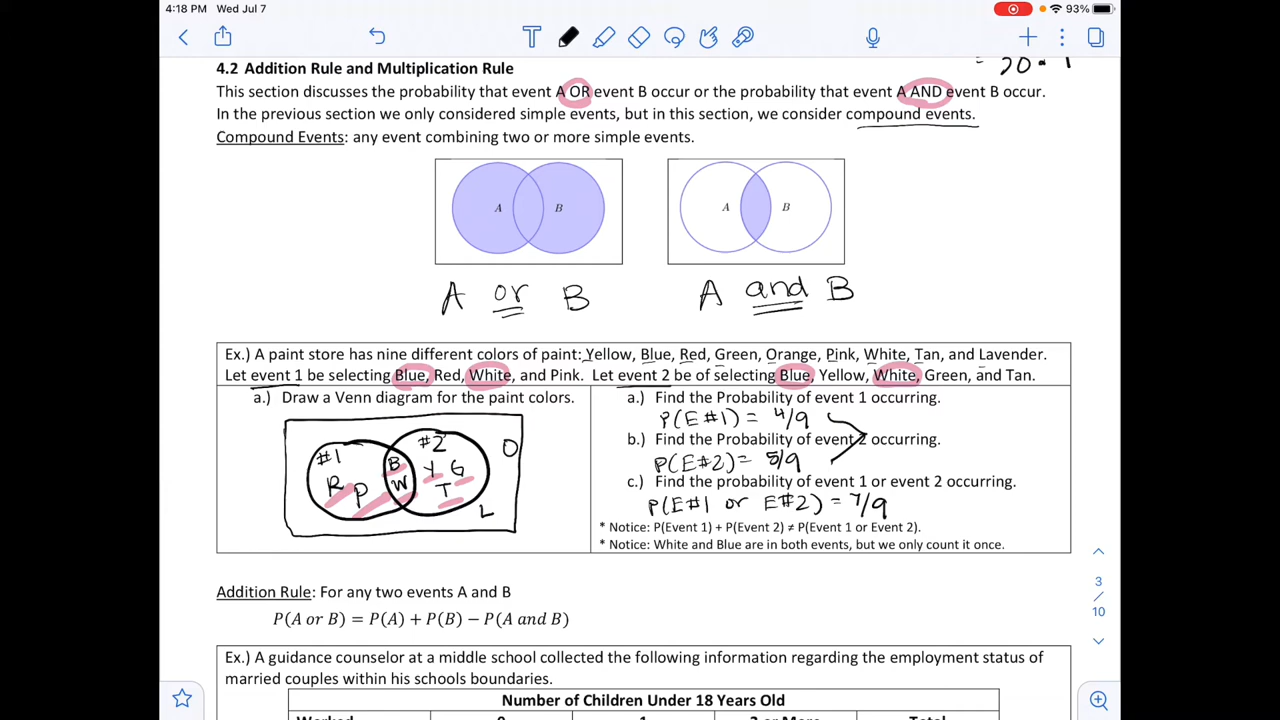 4:18 PM Wed Jul 7
93%
= 20 · 1
4.2 Addition Rule and Multiplication Rule
This section discusses the probability that event A OR event B occur or the probability that event A AND event B occur.
In the previous section we only considered simple events, but in this section, we consider compound events.
Compound Events: any event combining two or more simple events.
A B
A B
A or B
A and B
Ex.) A paint store has nine different colors of paint: Yellow, Blue, Red, Green, Orange, Pink, White, Tan, and Lavender.
Let event 1 be selecting Blue, Red, White, and Pink. Let event 2 be of selecting Blue, Yellow, White, Green, and Tan.
a.) Draw a Venn diagram for the paint colors.
#1 #2 O
B Y G
R P W T
L
a.) Find the Probability of event 1 occurring.
P(E#1) = 4/9
b.) Find the Probability of event 2 occurring.
P(E#2) = 5/9
c.) Find the Probability of event 1 or event 2 occurring.
P(E#1 or E#2) = 7/9
* Notice: P(Event 1) + P(Event 2) ≠ P(Event 1 or Event 2).
* Notice: White and Blue are in both events, but we only count it once.
Addition Rule: For any two events A and B
P(A or B) = P(A) + P(B) − P(A and B)
Ex.) A guidance counselor at a middle school collected the following information regarding the employment status of
married couples within his schools boundaries.
Number of Children Under 18 Years Old
Worked 0 1 2 or More Total
3
/
10